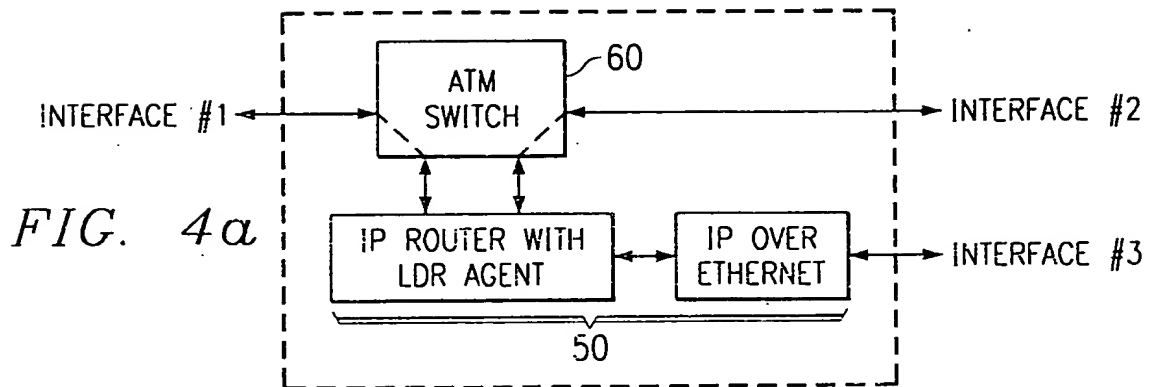 ATM
SWITCH
60
INTERFACE #1
INTERFACE #2
FIG. 4a
IP ROUTER WITH
LDR AGENT
IP OVER
ETHERNET
INTERFACE #3
50